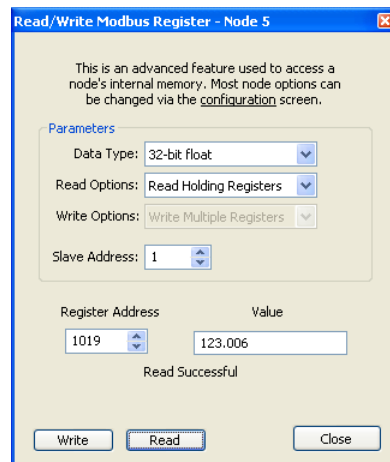 Read/Write Modbus Register - Node 5
This is an advanced feature used to access a
node's internal memory. Most node options can
be changed via the configuration screen.
Parameters
Data Type: 32-bit float
Read Options: Read Holding Registers
Write Options: Write Multiple Registers
Slave Address: 1
Register Address Value
1019 123.006
Read Successful
Write Read Close